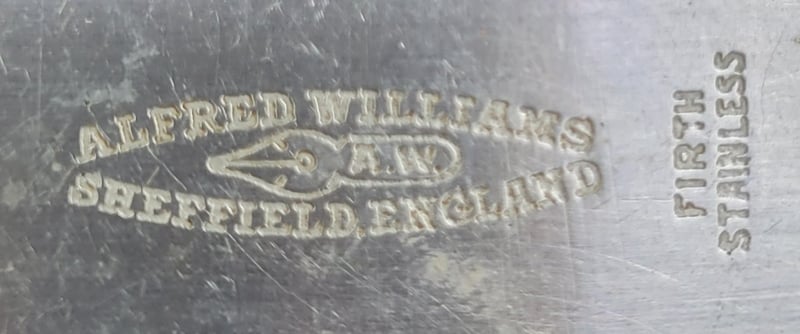 ALFRED WILLIAMS
A.W
SHEFFIELD, ENGLAND
FIRTH
STAINLESS